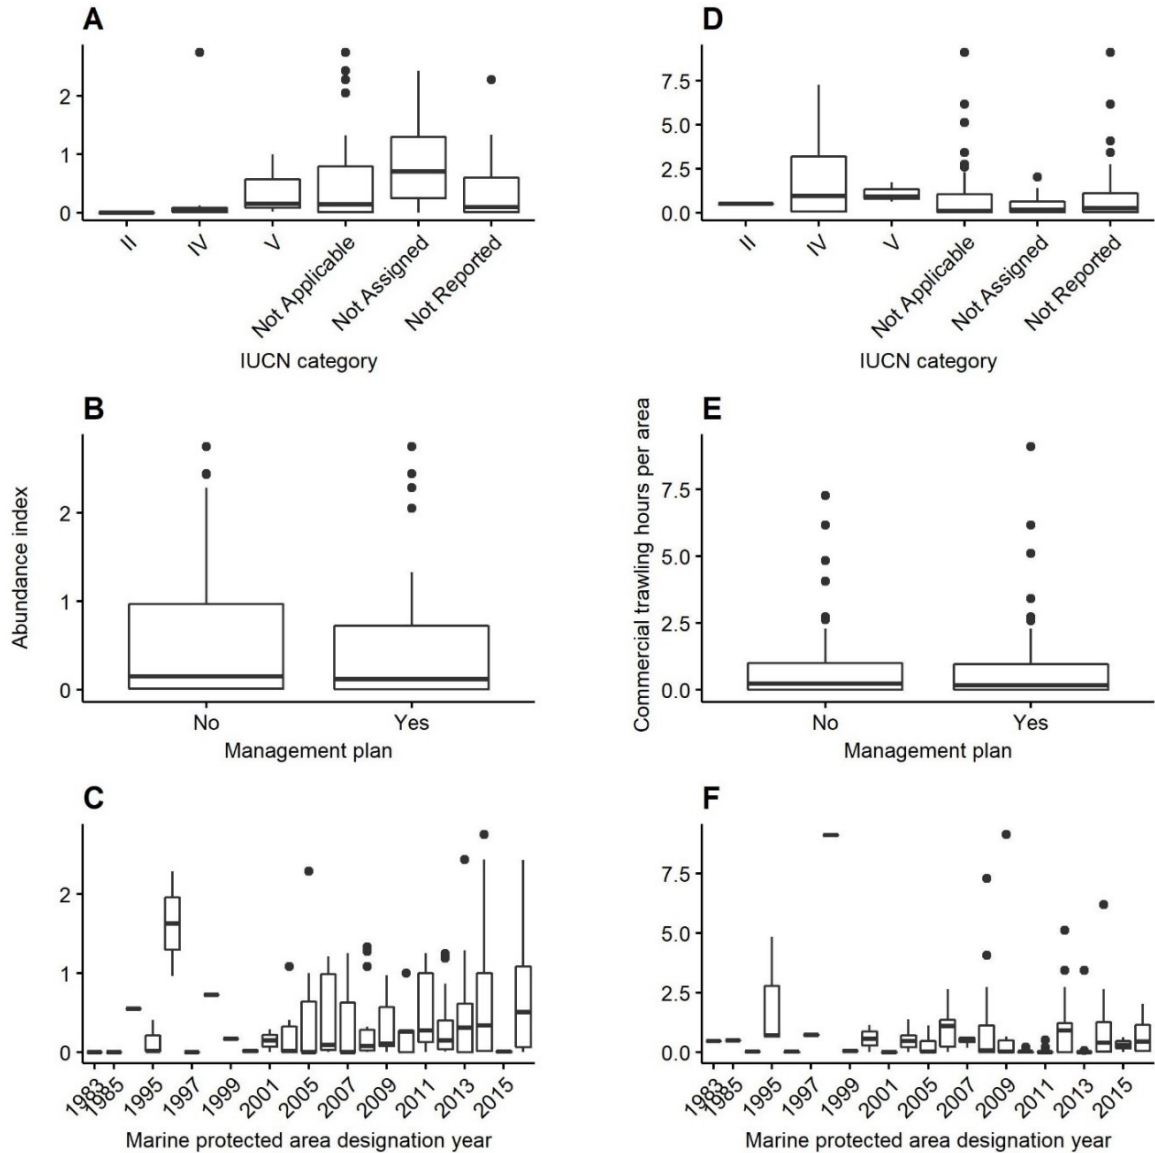 A
2
1
0
II
IV
V
Not Applicable
Not Assigned
Not Reported
IUCN category
D
7.5
5.0
2.5
0.0
II
IV
V
Not Applicable
Not Assigned
Not Reported
IUCN category
B
Abundance index
2
1
0
No
Yes
Management plan
E
Commercial trawling hours per area
7.5
5.0
2.5
0.0
No
Yes
Management plan
C
2
1
0
1983
1985
1995
1997
1999
2001
2005
2007
2009
2011
2013
2015
Marine protected area designation year
F
7.5
5.0
2.5
0.0
1983
1985
1995
1997
1999
2001
2005
2007
2009
2011
2013
2015
Marine protected area designation year